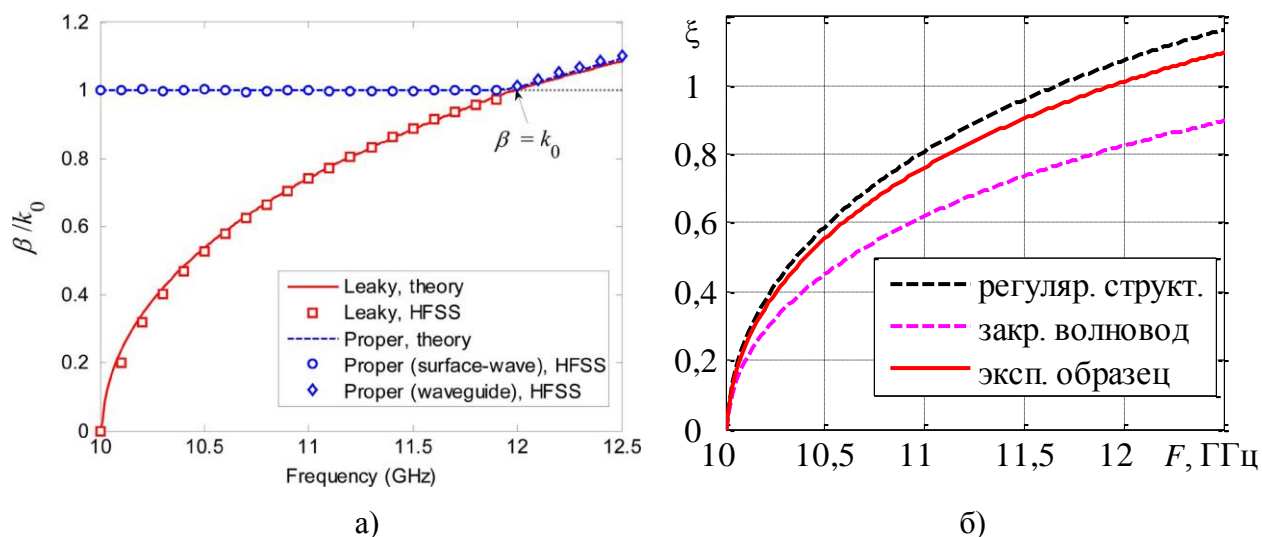 1.2
1
0.8
0.6
0.4
0.2
0
β/k₀
β = k₀
Leaky, theory
Leaky, HFSS
Proper, theory
Proper (surface-wave), HFSS
Proper (waveguide), HFSS
10 10.5 11 11.5 12 12.5
Frequency (GHz)
а)
ξ
1
0,8
0,6
0,4
0,2
0
регуляр. структ.
закр. волновод
эксп. образец
10 10,5 11 11,5 12 F, ГГц
б)